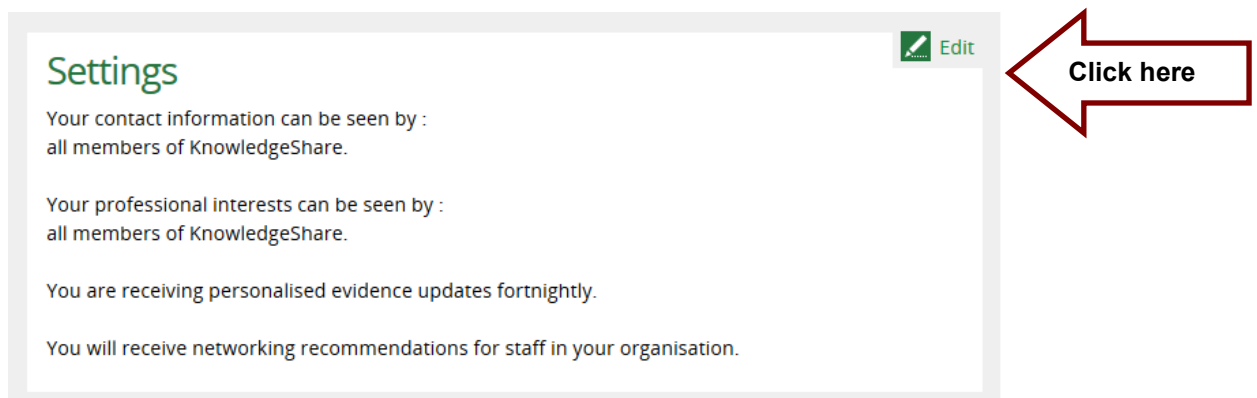 Settings
Edit
Click here
Your contact information can be seen by :
all members of KnowledgeShare.
Your professional interests can be seen by :
all members of KnowledgeShare.
You are receiving personalised evidence updates fortnightly.
You will receive networking recommendations for staff in your organisation.